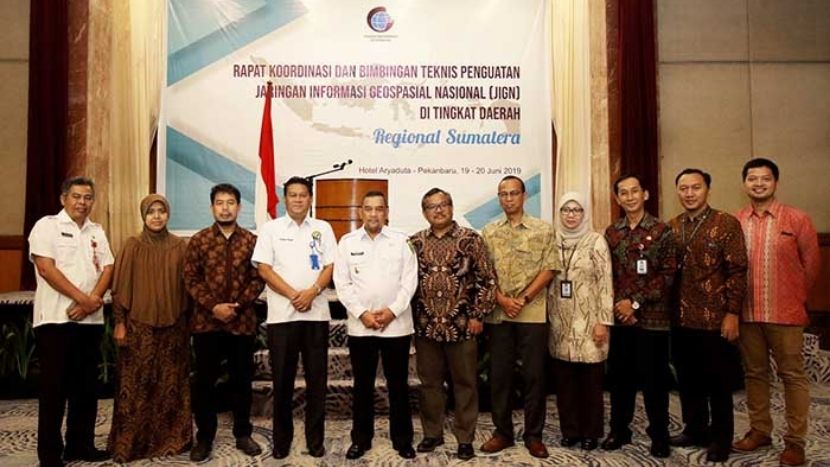 RAPAT KOORDINASI DAN BIMBINGAN TEKNIS PENGUATAN
JARINGAN INFORMASI GEOSPASIAL NASIONAL (JIGN)
DI TINGKAT DAERAH
Regional Sumatera
Hotel Aryaduta - Pekanbaru, 19 - 20 Juni 2019